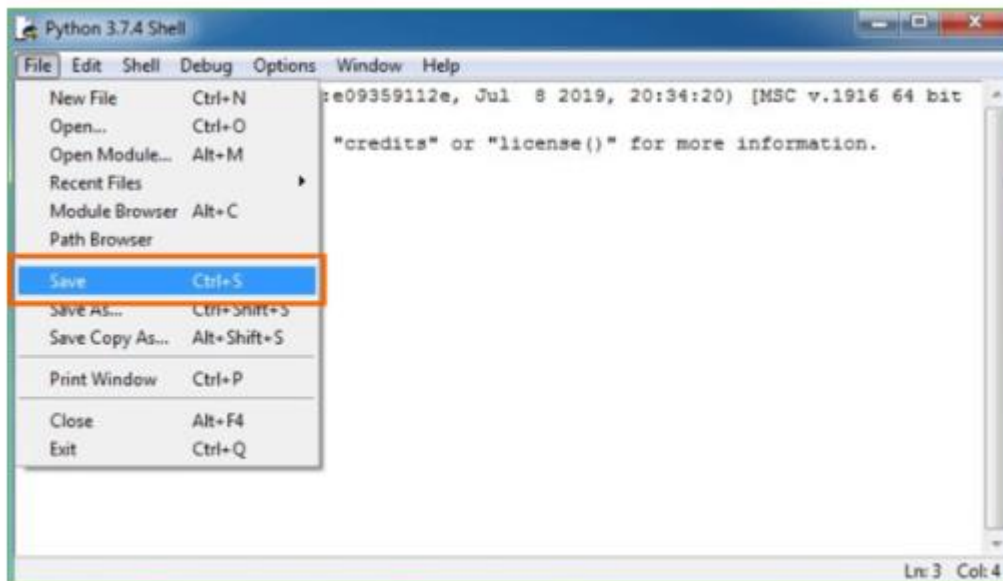 Python 3.7.4 Shell
File Edit Shell Debug Options Window Help
New File Ctrl+N
:e09359112e, Jul 8 2019, 20:34:20) [MSC v.1916 64 bit
Open... Ctrl+O
"credits" or "license()" for more information.
Open Module... Alt+M
Recent Files
Module Browser Alt+C
Path Browser
Save Ctrl+S
Save As... Ctrl+Shift+S
Save Copy As... Alt+Shift+S
Print Window Ctrl+P
Close Alt+F4
Exit Ctrl+Q
Ln: 3 Col: 4